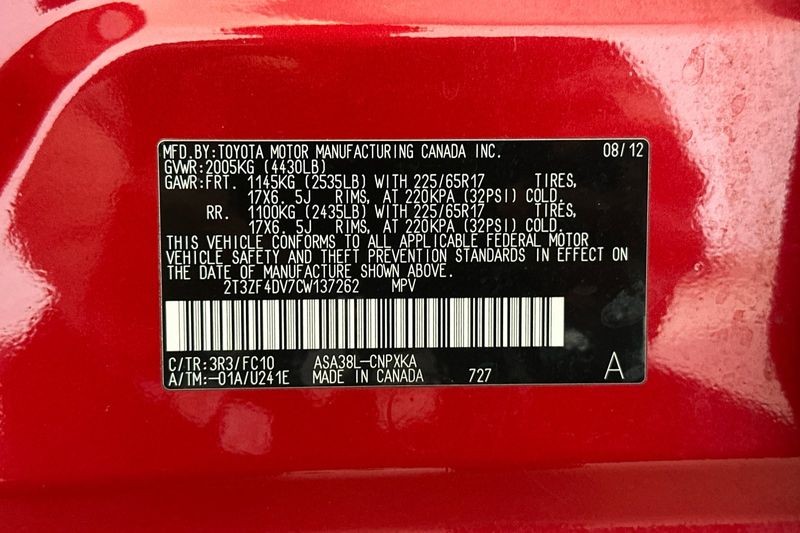 MFD.BY:TOYOTA MOTOR MANUFACTURING CANADA INC. 08/12
GVWR:2005KG (4430LB)
GAWR:FRT. 1145KG (2535LB) WITH 225/65R17 TIRES,
17X6. 5J RIMS, AT 220KPA (32PSI) COLD.
RR. 1100KG (2435LB) WITH 225/65R17 TIRES,
17X6. 5J RIMS, AT 220KPA (32PSI) COLD.
THIS VEHICLE CONFORMS TO ALL APPLICABLE FEDERAL MOTOR
VEHICLE SAFETY AND THEFT PREVENTION STANDARDS IN EFFECT ON
THE DATE OF MANUFACTURE SHOWN ABOVE.
2T3ZF4DV7CW137262 MPV
C/TR:3R3/FC10 ASA38L-CNPXKA
A/TM:-01A/U241E MADE IN CANADA 727 A